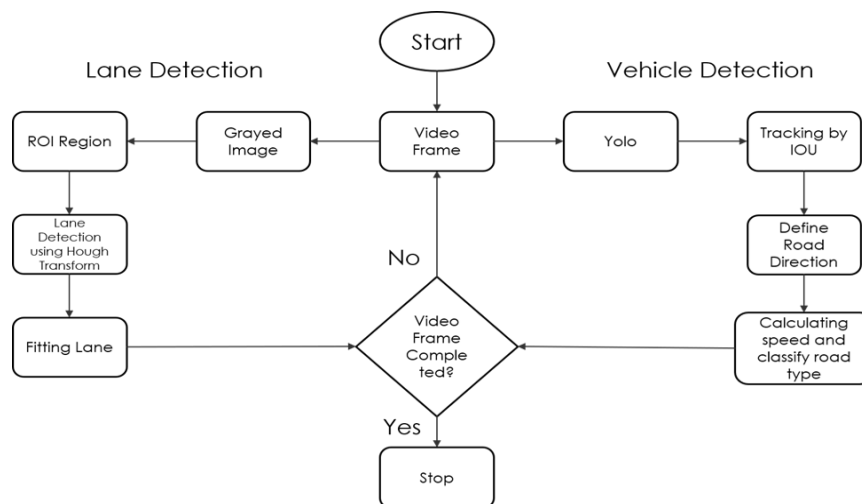 Start
Lane Detection
Vehicle Detection
ROI Region
Grayed
Image
Video
Frame
Yolo
Tracking by
IOU
Lane
Detection
using Hough
Transform
Define
Road
Direction
No
Fitting Lane
Video
Frame
Comple
ted?
Calculating
speed and
classify road
type
Yes
Stop